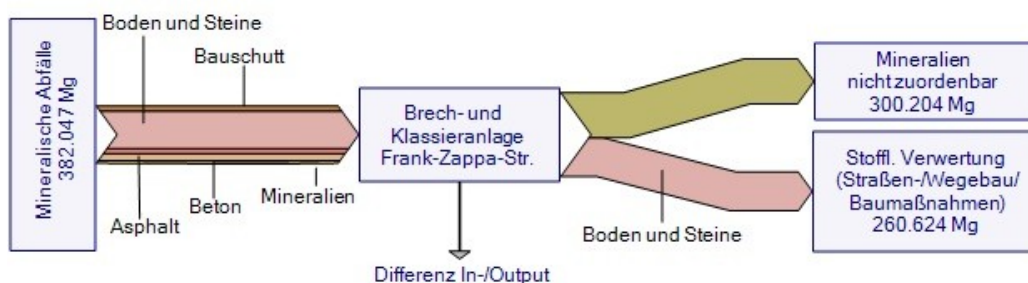 Boden und Steine
Bauschutt
Mineralische Abfälle
382.047 Mg
Asphalt
Beton
Mineralien
Brech- und
Klassieranlage
Frank-Zappa-Str.
Differenz In-/Output
Boden und Steine
Mineralien
nicht zuordenbar
300.204 Mg
Stoffl. Verwertung
(Straßen-/Wegebau/
Baumaßnahmen)
260.624 Mg